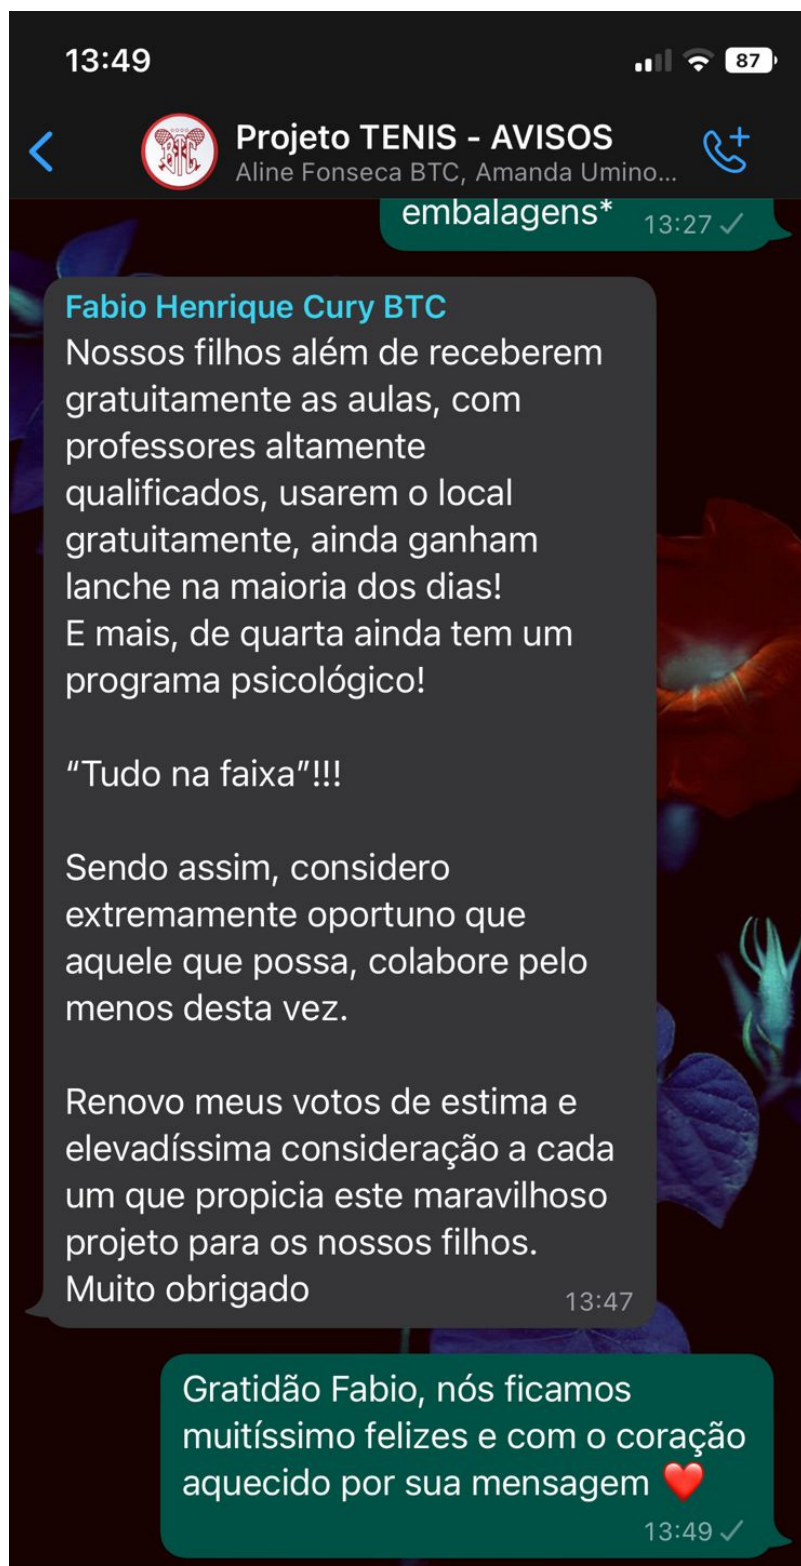 13:49
87
BTC
Projeto TENIS - AVISOS
Aline Fonseca BTC, Amanda Umino...
embalagens*
13:27
Fabio Henrique Cury BTC
Nossos filhos além de receberem
gratuitamente as aulas, com
professores altamente
qualificados, usarem o local
gratuitamente, ainda ganham
lanche na maioria dos dias!
E mais, de quarta ainda tem um
programa psicológico!
“Tudo na faixa”!!!
Sendo assim, considero
extremamente oportuno que
aquele que possa, colabore pelo
menos desta vez.
Renovo meus votos de estima e
elevadíssima consideração a cada
um que propicia este maravilhoso
projeto para os nossos filhos.
Muito obrigado
13:47
Gratidão Fabio, nós ficamos
muitíssimo felizes e com o coração
aquecido por sua mensagem ❤️
13:49